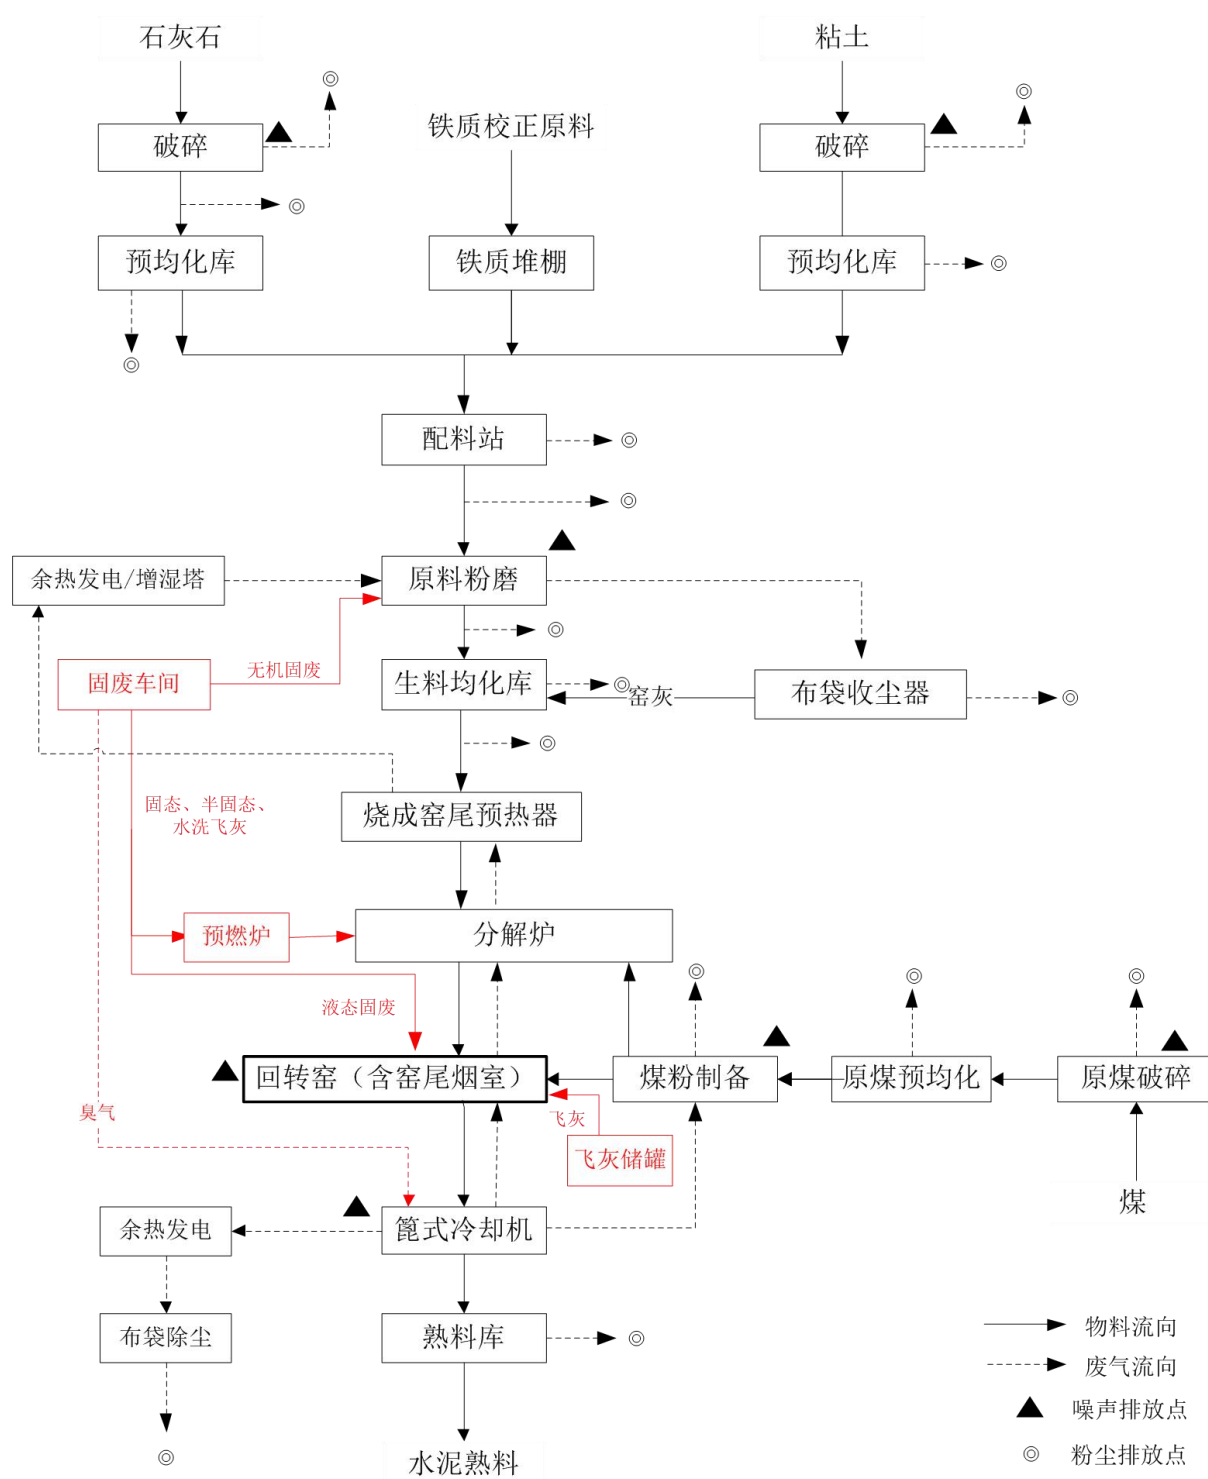 石灰石
粘土
铁质校正原料
破碎
破碎
预均化库
铁质堆棚
预均化库
配料站
余热发电/增湿塔
原料粉磨
无机固废
固废车间
生料均化库
窑灰
布袋收尘器
固态、半固态、
水洗飞灰
烧成窑尾预热器
预燃炉
分解炉
液态固废
回转窑（含窑尾烟室）
煤粉制备
原煤预均化
原煤破碎
臭气
飞灰
飞灰储罐
煤
余热发电
篦式冷却机
布袋除尘
熟料库
水泥熟料
物料流向
废气流向
噪声排放点
粉尘排放点